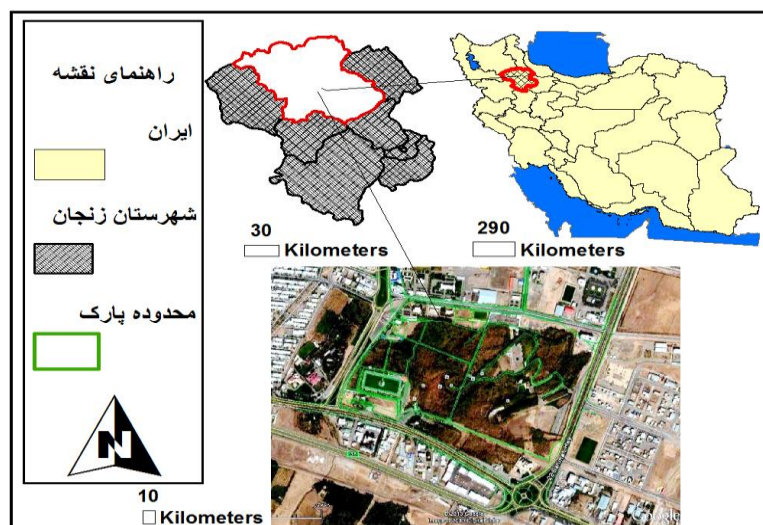 راهنمای نقشه
ایران
شهرستان زنجان
محدوده پارک
N
10
Kilometers
30
Kilometers
290
Kilometers